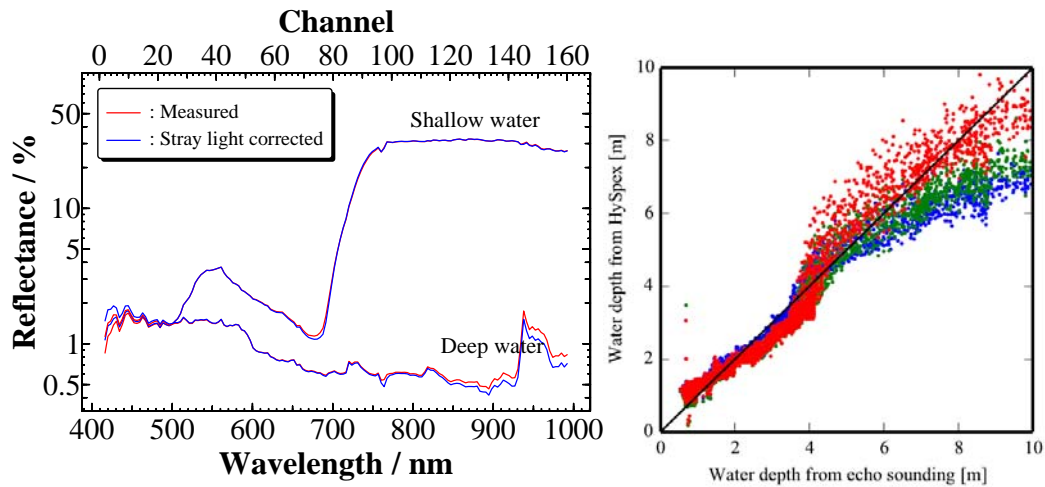 Channel
0 20 40 60 80 100 120 140 160
Reflectance / %
50
10
5
1
0.5
: Measured
: Stray light corrected
Shallow water
Deep water
400 500 600 700 800 900 1000
Wavelength / nm
Water depth from HySpex [m]
10
8
6
4
2
0
0 2 4 6 8 10
Water depth from echo sounding [m]